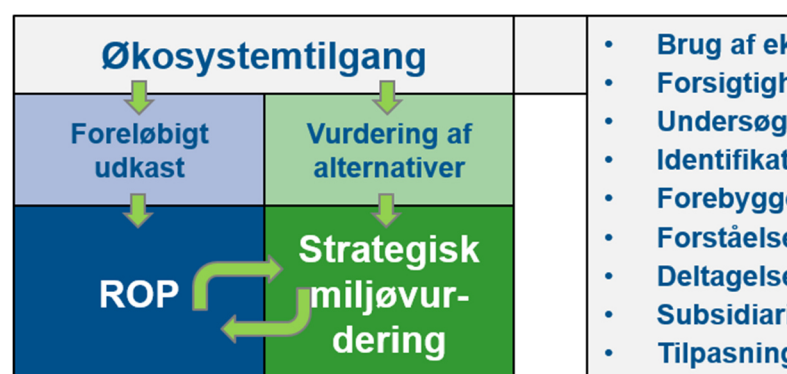 Økosystemtilgang
Foreløbigt
udkast
Vurdering af
alternativer
ROP
Strategisk
miljøvur-
dering
• Brug af
• Forsigtigh
• Undersøg
• Identifikat
• Forebygge
• Forståelse
• Deltagelse
• Subsidiari
• Tilpasning